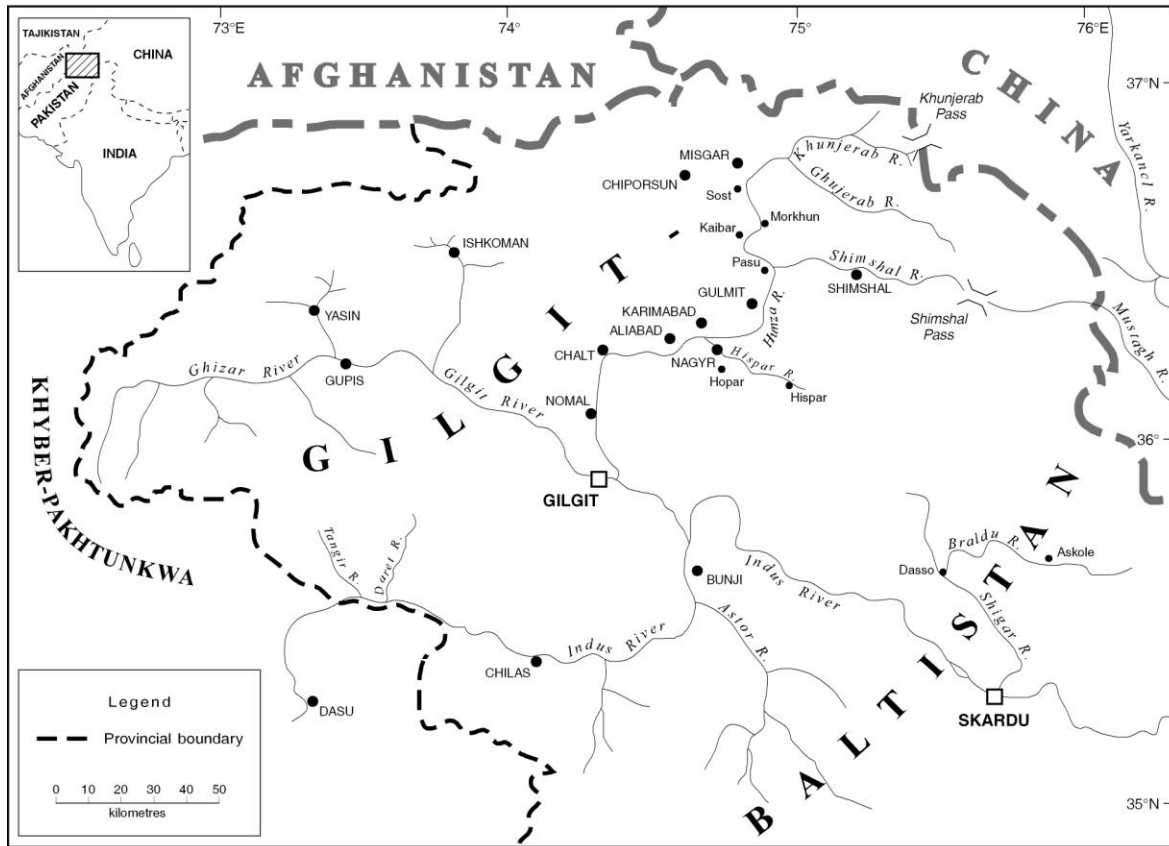 73°E
74°
75°
76°E
TAJIKISTAN
CHINA
AFGHANISTAN
PAKISTAN
INDIA
AFGHANISTAN
CHINA
37°N
Khunjerab
Pass
Yarkancl R.
MISGAR
Khunjerab R.
CHIPORSUN
Sost
Ghujerab R.
Morkhun
Kaibar
ISHKOMAN
Pasu
Shimshal R.
SHIMSHAL
GULMIT
Hunza R.
Shimshal
Pass
Mustagh R.
YASIN
KARIMABAD
ALIABAD
CHALT
NAGYR
Hispar R.
Hopar
Hispar
Ghizar River
GUPIS
Gilgit River
NOMAL
36°
GILGIT-
BALTISTAN
KHYBER-PAKHTUNKWA
GILGIT
Tangir R.
Darel R.
BUNJI
Indus River
Braldu R.
Askole
Dasso
Shigar R.
Astor R.
Indus River
CHILAS
DASU
SKARDU
35°N
Legend
Provincial boundary
0 10 20 30 40 50
kilometres